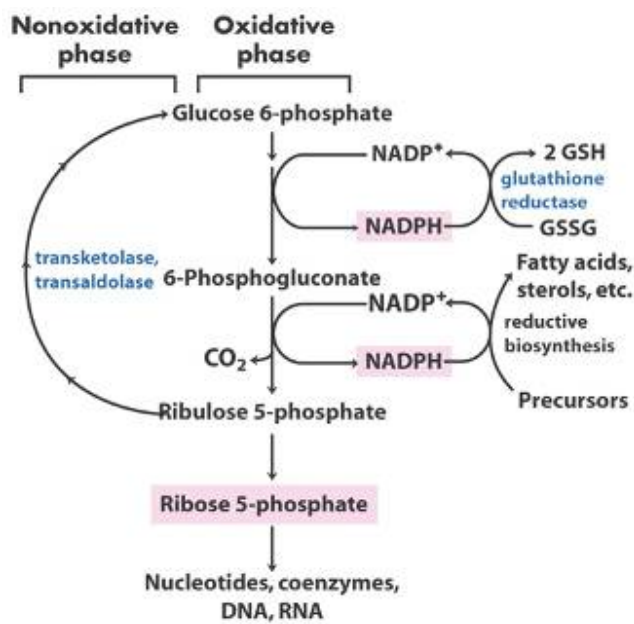 Nonoxidative
phase
Oxidative
phase
Glucose 6-phosphate
NADP+
2 GSH
glutathione
reductase
NADPH
GSSG
transketolase,
transaldolase
6-Phosphogluconate
Fatty acids,
sterols, etc.
NADP+
reductive
biosynthesis
CO2
NADPH
Precursors
Ribulose 5-phosphate
Ribose 5-phosphate
Nucleotides, coenzymes,
DNA, RNA